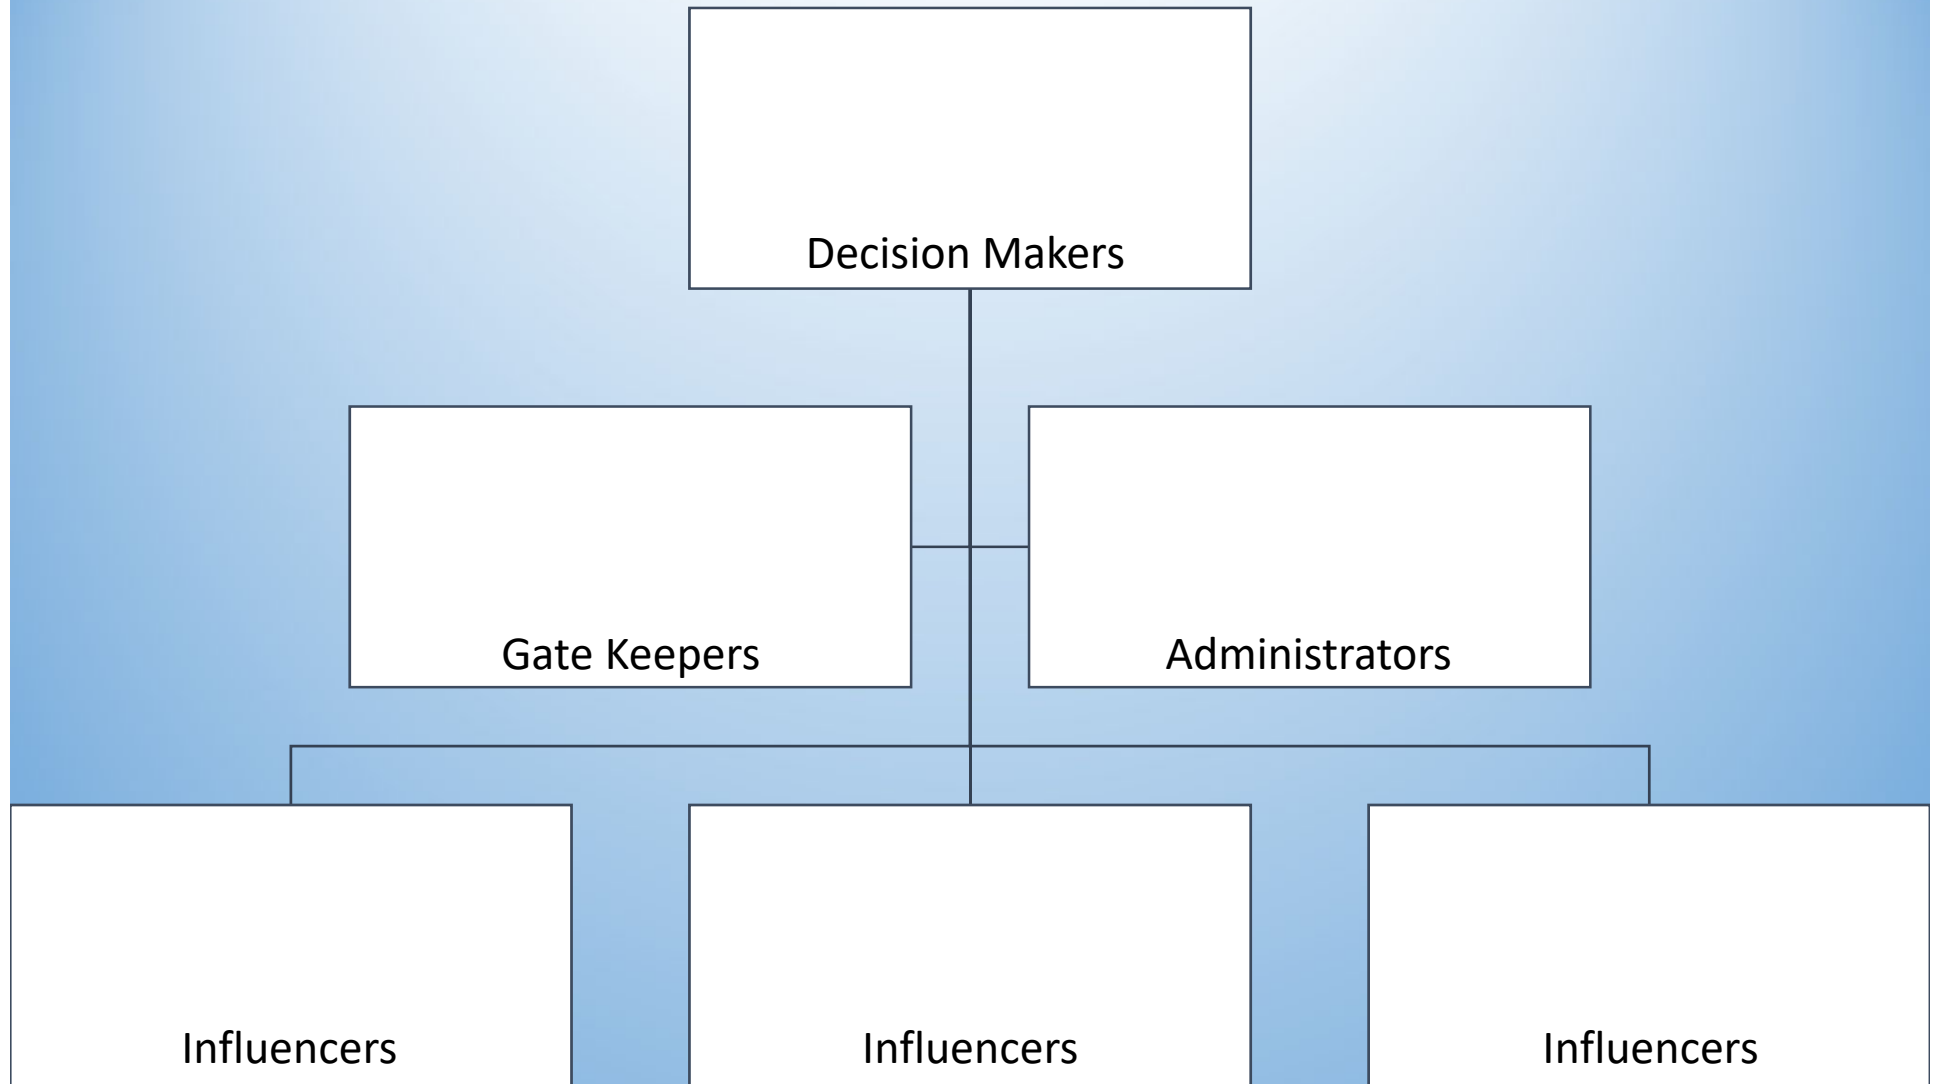 Decision Makers
Gate Keepers
Administrators
Influencers
Influencers
Influencers